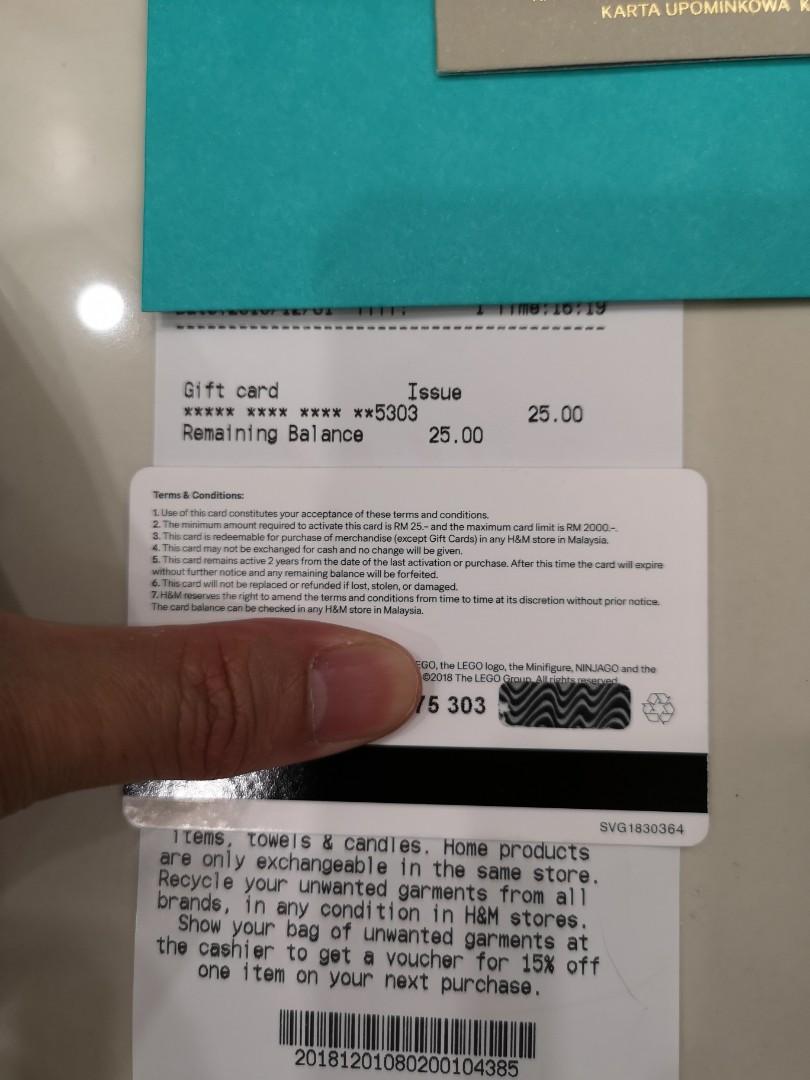 KARTA UPOMINKOWA K
Time:16:19
Gift card Issue
***** **** **** **5303 25.00
Remaining Balance 25.00
Terms & Conditions:
1. Use of this card constitutes your acceptance of these terms and conditions.
2. The minimum amount required to activate this card is RM 25.- and the maximum card limit is RM 2000.-.
3. This card is redeemable for purchase of merchandise (except Gift Cards) in any H&M store in Malaysia.
4. This card may not be exchanged for cash and no change will be given.
5. This card remains active 2 years from the date of the last activation or purchase. After this time the card will expire
without further notice and any remaining balance will be forfeited.
6. This card will not be replaced or refunded if lost, stolen, or damaged.
7. H&M reserves the right to amend the terms and conditions from time to time at its discretion without prior notice.
The card balance can be checked in any H&M store in Malaysia.
EGO, the LEGO logo, the Minifigure, NINJAGO and the
©2018 The LEGO Group. All rights reserved.
75 303
SVG1830364
items, towels & candles. Home products
are only exchangeable in the same store.
Recycle your unwanted garments from all
brands, in any condition in H&M stores.
Show your bag of unwanted garments at
the cashier to get a voucher for 15% off
one item on your next purchase.
20181201080200104385